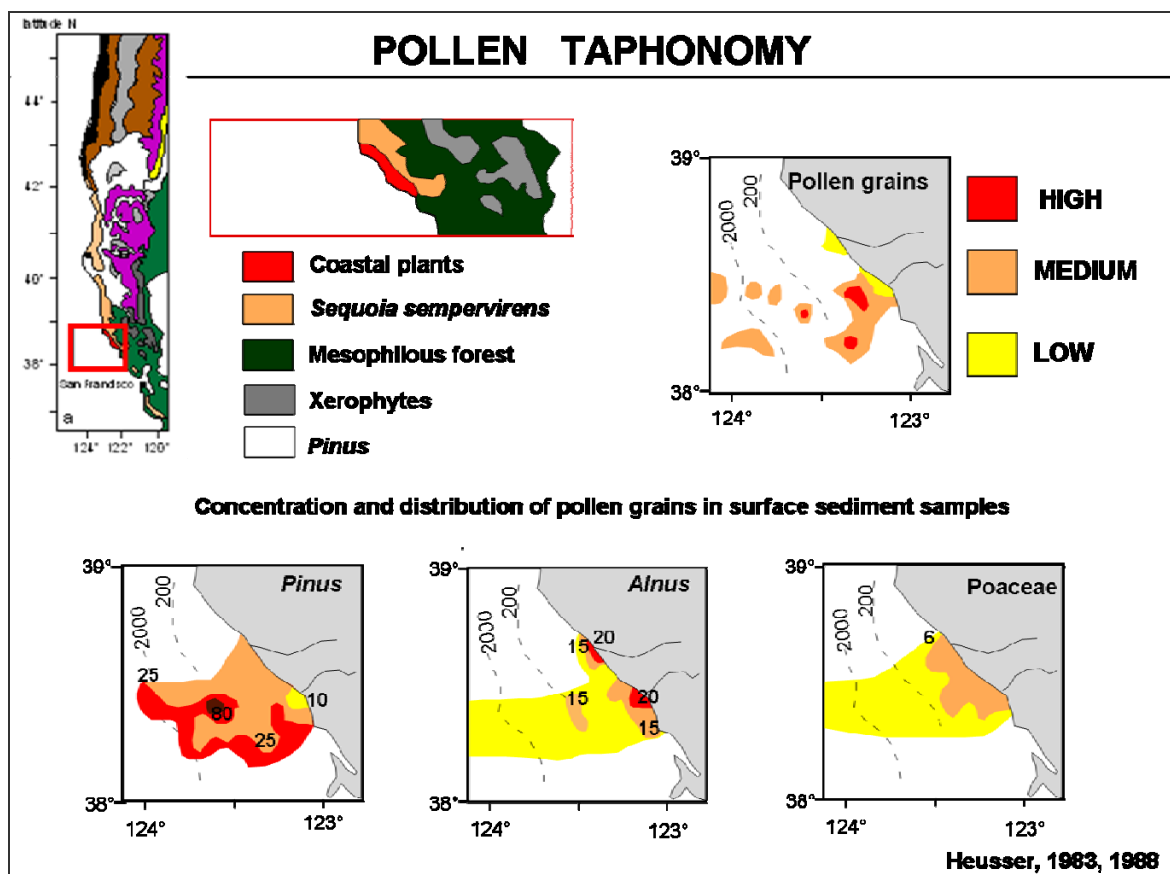 latitude N
POLLEN TAPHONOMY
44°
42°
40°
38°
San Francisco
a
124° 122° 120°
Coastal plants
Sequoia sempervirens
Mesophilous forest
Xerophytes
Pinus
39°
Pollen grains
200
2000
38°
124°
123°
HIGH
MEDIUM
LOW
Concentration and distribution of pollen grains in surface sediment samples
39°
Pinus
200
2000
25
80
10
25
38°
124°
123°
39°
Alnus
200
2000
15
20
15
20
15
38°
124°
123°
39°
Poaceae
200
2000
6
38°
124°
123°
Heusser, 1983, 1988